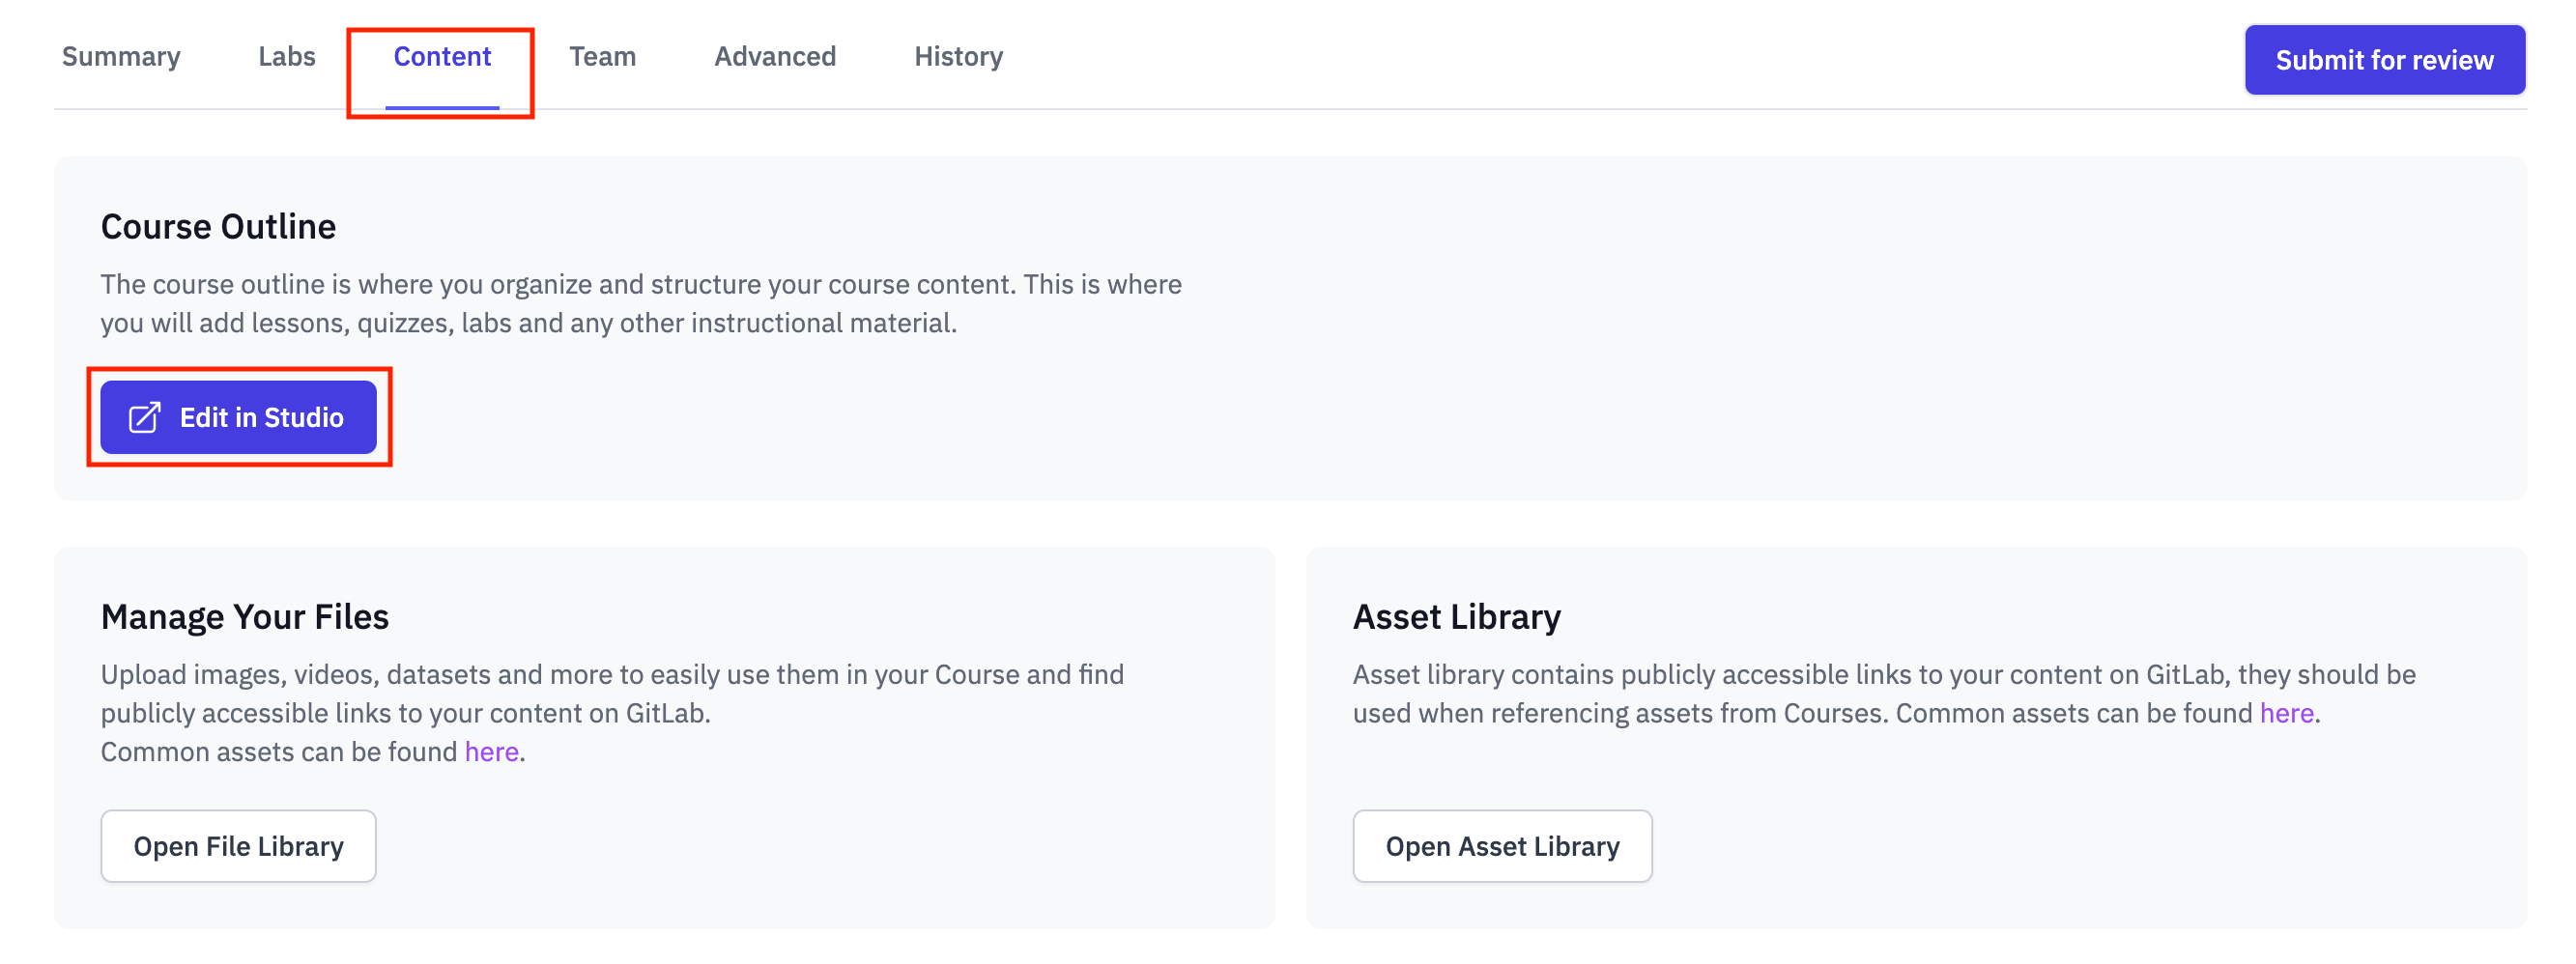 Summary Labs Content Team Advanced History Submit for review
Course Outline
The course outline is where you organize and structure your course content. This is where
you will add lessons, quizzes, labs and any other instructional material.
Edit in Studio
Manage Your Files
Upload images, videos, datasets and more to easily use them in your Course and find
publicly accessible links to your content on GitLab.
Common assets can be found here.
Open File Library
Asset Library
Asset library contains publicly accessible links to your content on GitLab, they should be
used when referencing assets from Courses. Common assets can be found here.
Open Asset Library